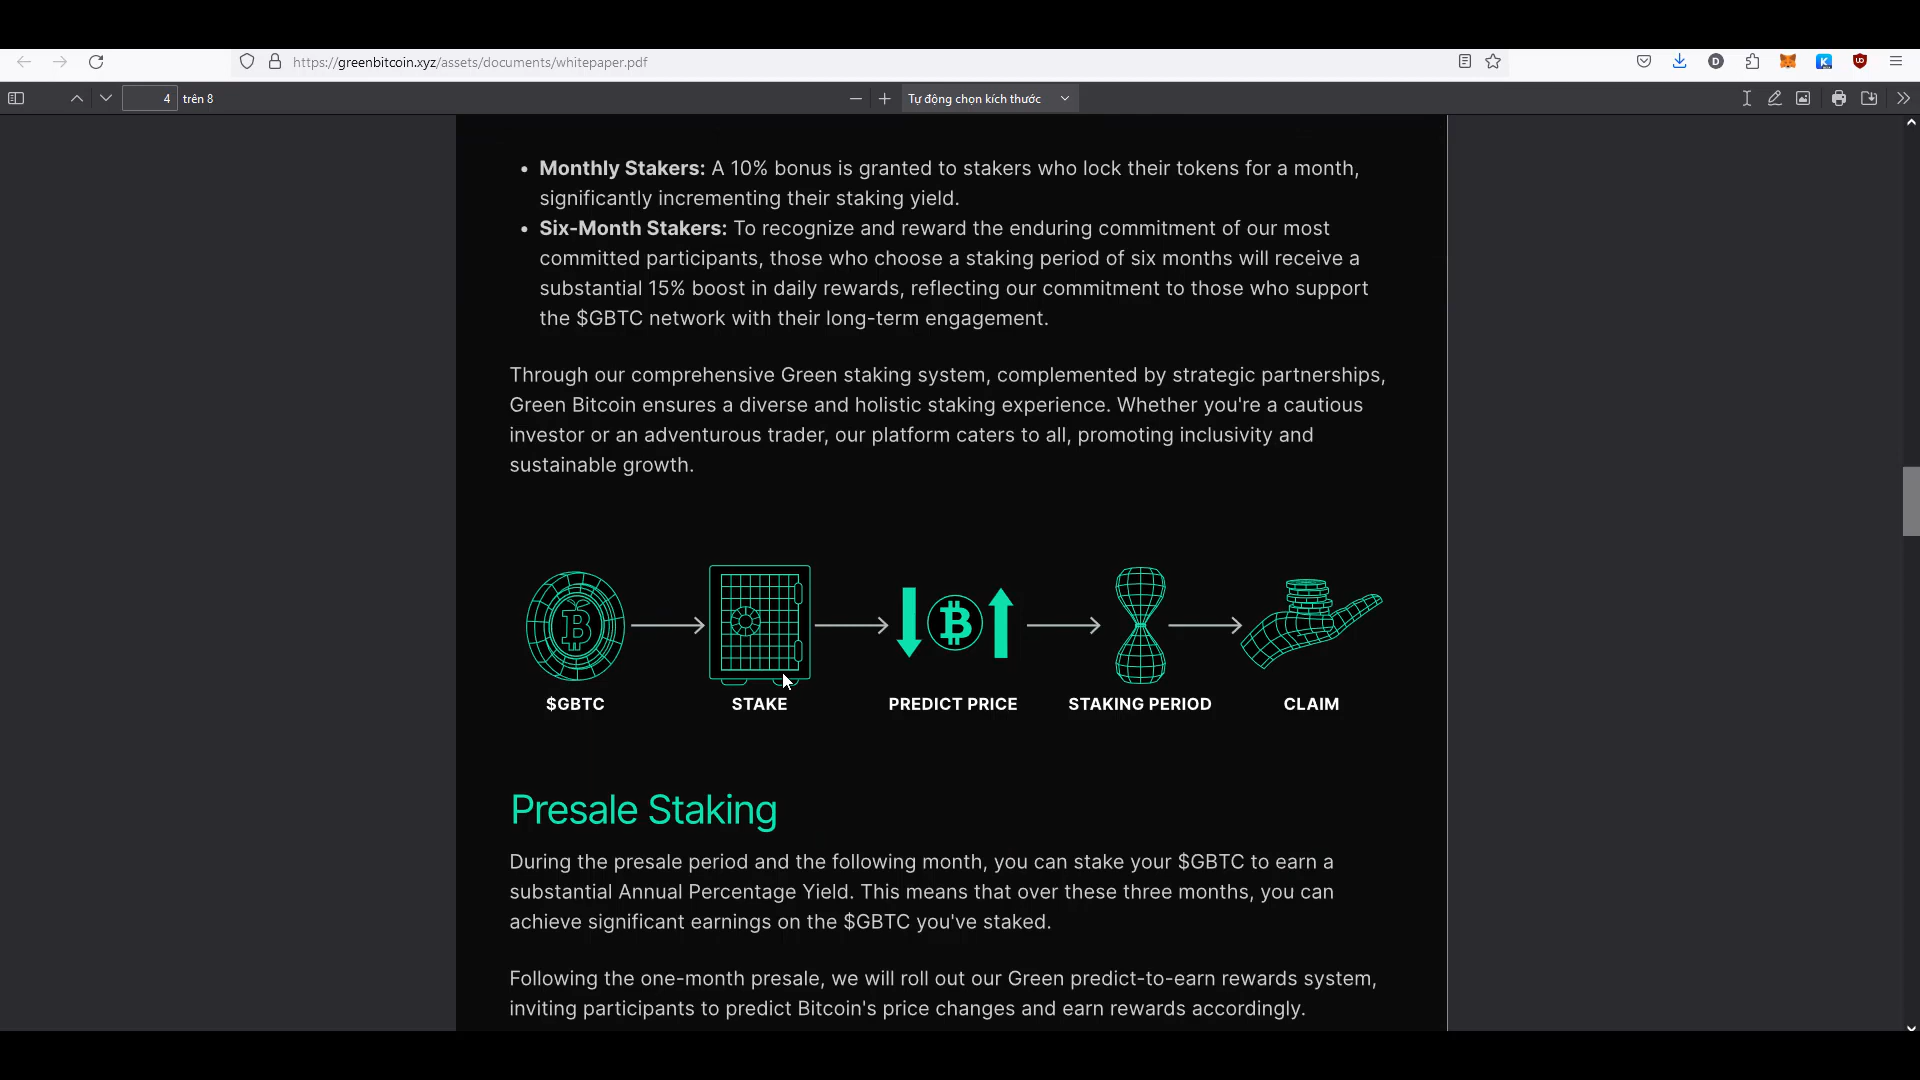 https://greenbitcoin.xyz/assets/documents/whitepaper.pdf
4 trên 8
Tự động chọn kích thước
• Monthly Stakers: A 10% bonus is granted to stakers who lock their tokens for a month,
significantly incrementing their staking yield.
• Six-Month Stakers: To recognize and reward the enduring commitment of our most
committed participants, those who choose a staking period of six months will receive a
substantial 15% boost in daily rewards, reflecting our commitment to those who support
the $GBTC network with their long-term engagement.
Through our comprehensive Green staking system, complemented by strategic partnerships,
Green Bitcoin ensures a diverse and holistic staking experience. Whether you're a cautious
investor or an adventurous trader, our platform caters to all, promoting inclusivity and
sustainable growth.
$GBTC
STAKE
PREDICT PRICE
STAKING PERIOD
CLAIM
Presale Staking
During the presale period and the following month, you can stake your $GBTC to earn a
substantial Annual Percentage Yield. This means that over these three months, you can
achieve significant earnings on the $GBTC you've staked.
Following the one-month presale, we will roll out our Green predict-to-earn rewards system,
inviting participants to predict Bitcoin's price changes and earn rewards accordingly.